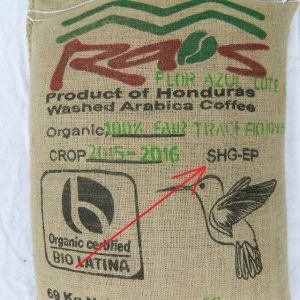 RAOS
FLOR AZUL LOTE
Product of Honduras
Washed Arabica Coffee
Organic 100% FAIR TRADE
CROP 2015-2016 SHG-EP
b
Organic certified
BIO LATINA
69 Kg